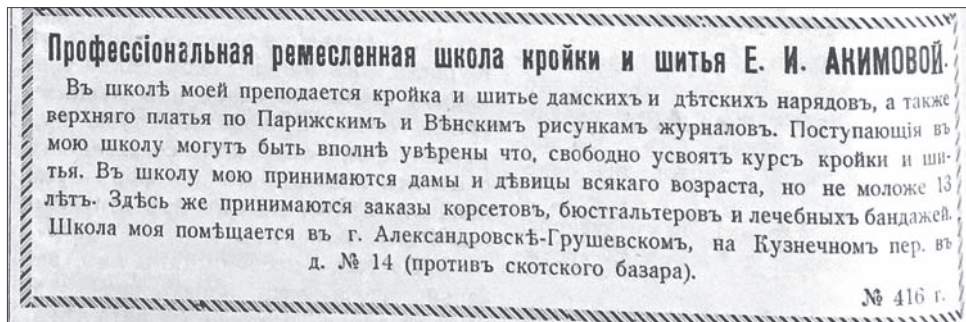 Профессіональная ремесленная школа кройки и шитья Е. И. АКИМОВОЙ.
Въ школѣ моей преподается кройка и шитье дамскихъ и дѣтскихъ нарядовъ, а также
верхняго платья по Парижскимъ и Вѣнскимъ рисункамъ журналовъ. Поступающія въ
мою школу могутъ быть вполнѣ увѣрены что, свободно усвоятъ курсъ кройки и ши-
тья. Въ школу мою принимаются дамы и дѣвицы всякаго возраста, но не моложе 13
лѣтъ. Здѣсь же принимаются заказы корсетовъ, бюстгальтеровъ и лечебныхъ бандажей.
Школа моя помѣщается въ г. Александровскѣ-Грушевскомъ, на Кузнечномъ пер. въ
д. № 14 (противъ скотского базара).
№ 416 г.